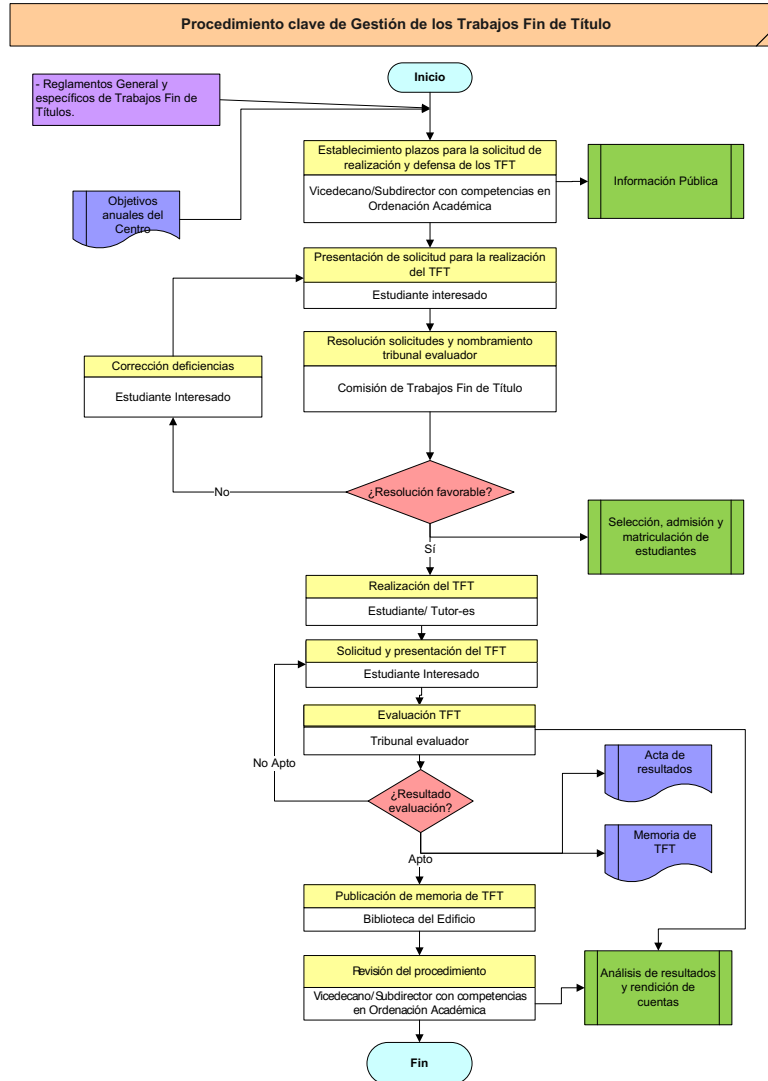 Procedimiento clave de Gestión de los Trabajos Fin de Título
Inicio
- Reglamentos General y
específicos de Trabajos Fin de
Títulos.
Establecimiento plazos para la solicitud de
realización y defensa de los TFT
Vicedecano/Subdirector con competencias en
Ordenación Académica
Información Pública
Objetivos
anuales del
Centro
Presentación de solicitud para la realización
del TFT
Estudiante interesado
Resolución solicitudes y nombramiento
tribunal evaluador
Comisión de Trabajos Fin de Título
Corrección deficiencias
Estudiante Interesado
¿Resolución favorable?
No
Sí
Selección, admisión y
matriculación de
estudiantes
Realización del TFT
Estudiante/ Tutor-es
Solicitud y presentación del TFT
Estudiante Interesado
Evaluación TFT
Tribunal evaluador
No Apto
¿Resultado
evaluación?
Acta de
resultados
Memoria de
TFT
Apto
Publicación de memoria de TFT
Biblioteca del Edificio
Revisión del procedimiento
Vicedecano/Subdirector con competencias
en Ordenación Académica
Análisis de resultados
y rendición de
cuentas
Fin